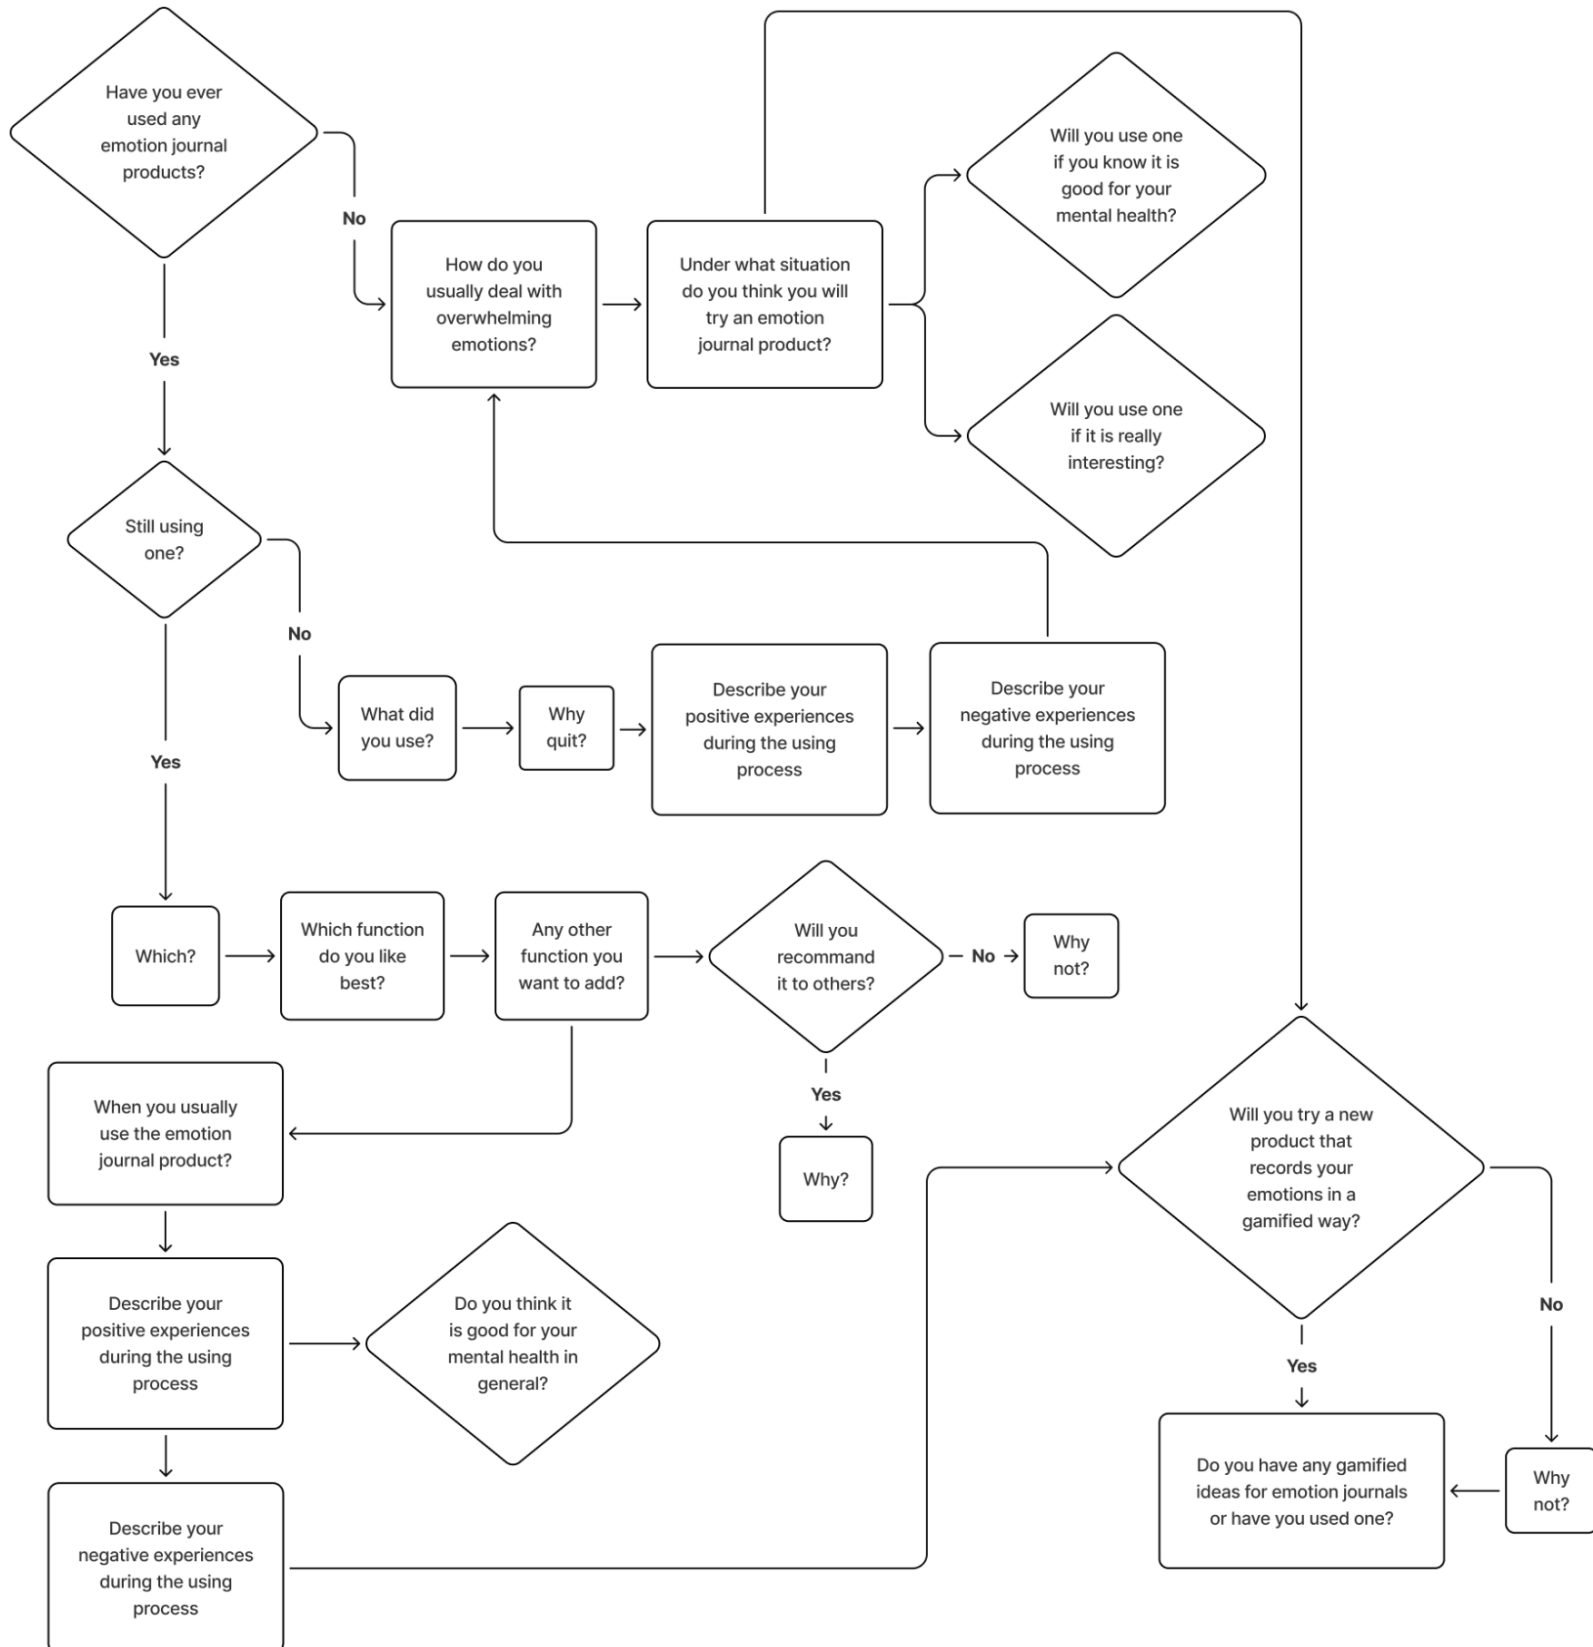 Have you ever
used any
emotion journal
products?
No
Yes
How do you
usually deal with
overwhelming
emotions?
Under what situation
do you think you will
try an emotion
journal product?
Will you use one
if you know it is
good for your
mental health?
Will you use one
if it is really
interesting?
Still using
one?
No
Yes
What did
you use?
Why
quit?
Describe your
positive experiences
during the using
process
Describe your
negative experiences
during the using
process
Which?
Which function
do you like
best?
Any other
function you
want to add?
Will you
recommand
it to others?
No
Why
not?
Yes
Why?
When you usually
use the emotion
journal product?
Describe your
positive experiences
during the using
process
Do you think it
is good for your
mental health in
general?
Describe your
negative experiences
during the using
process
Will you try a new
product that
records your
emotions in a
gamified way?
No
Yes
Do you have any gamified
ideas for emotion journals
or have you used one?
Why
not?